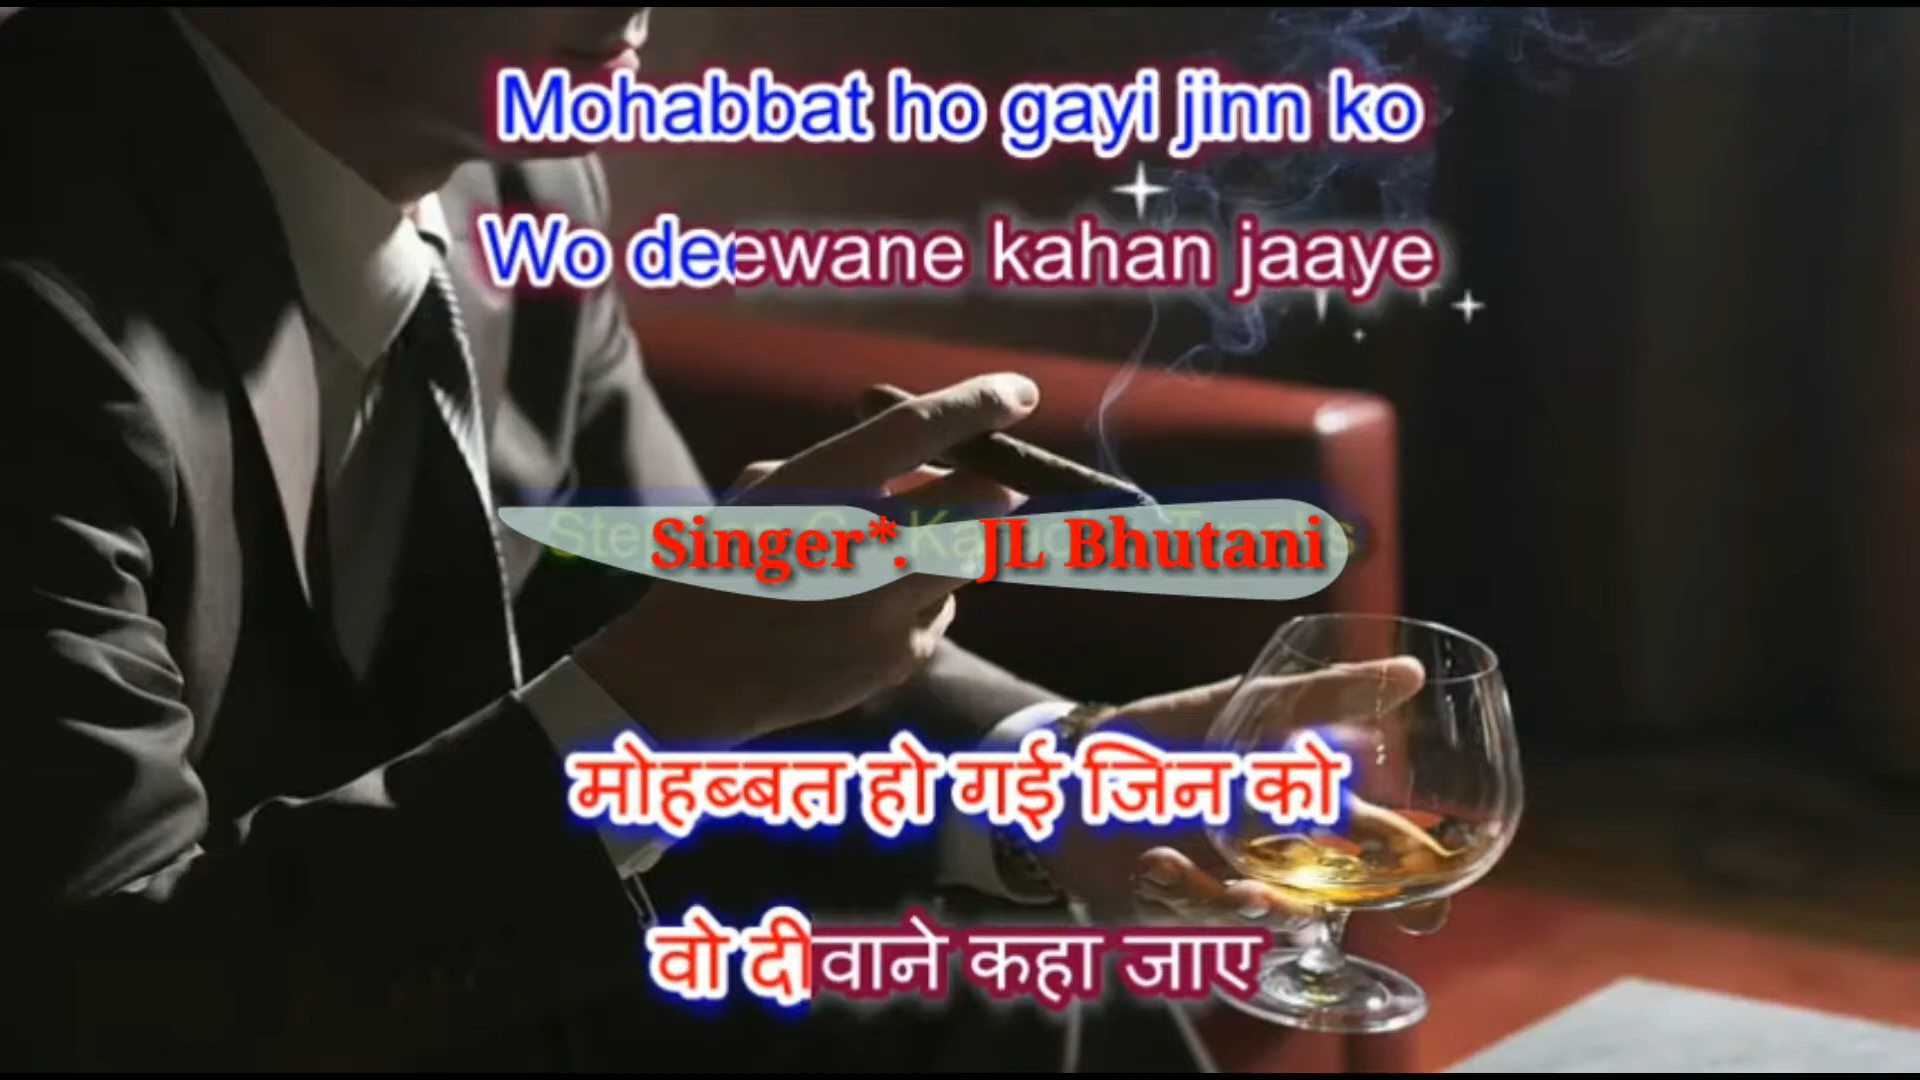 Mohabbat ho gayi jinn ko
Wo deewane kahan jaaye
Singer*. JL Bhutani
मोहब्बत हो गई जिन को
वो दीवाने कहा जाए